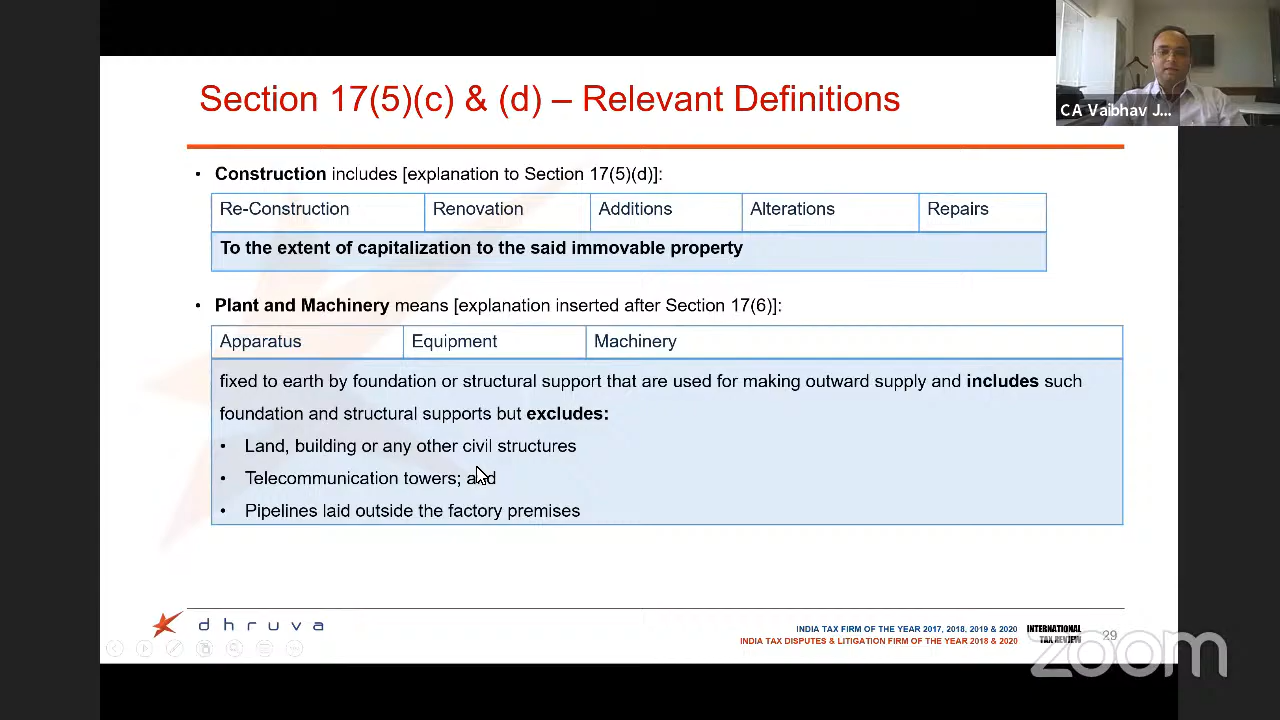 CA Vaibhav J...
Section 17(5)(c) & (d) – Relevant Definitions
• Construction includes [explanation to Section 17(5)(d)]:
Re-Construction Renovation Additions Alterations Repairs
To the extent of capitalization to the said immovable property
• Plant and Machinery means [explanation inserted after Section 17(6)]:
Apparatus Equipment Machinery
fixed to earth by foundation or structural support that are used for making outward supply and includes such
foundation and structural supports but excludes:
• Land, building or any other civil structures
• Telecommunication towers; and
• Pipelines laid outside the factory premises
dhruva
INDIA TAX FIRM OF THE YEAR 2017, 2018, 2019 & 2020
INDIA TAX DISPUTES & LITIGATION FIRM OF THE YEAR 2018 & 2020
INTERNATIONAL
TAX REVIEW
29
zoom